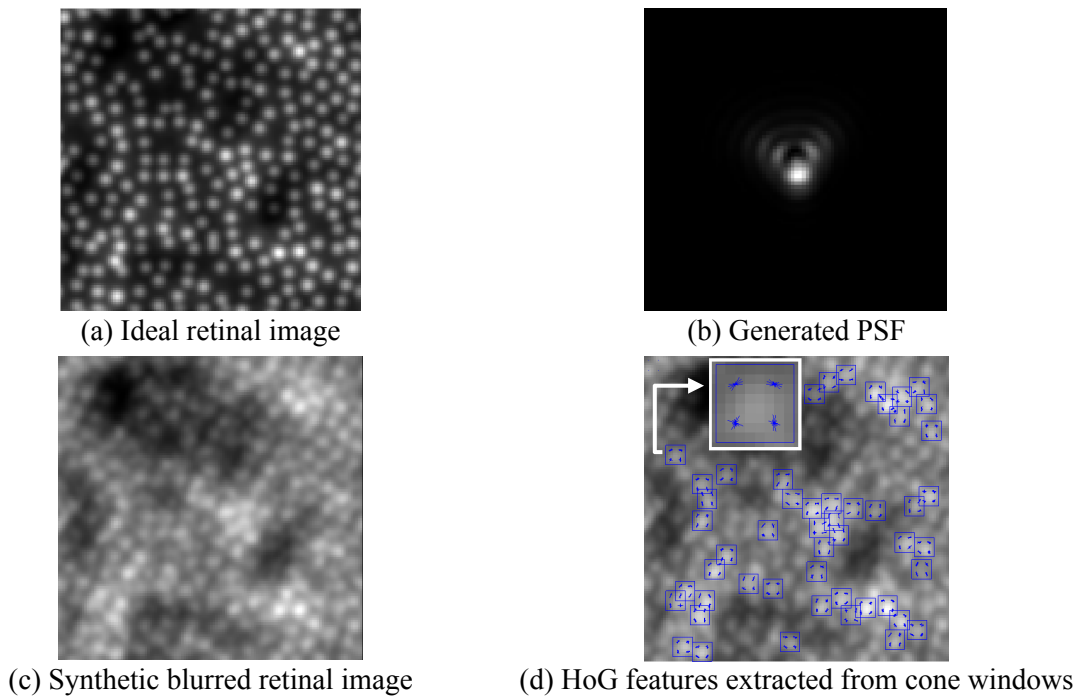 (a) Ideal retinal image
(b) Generated PSF
(c) Synthetic blurred retinal image
(d) HoG features extracted from cone windows